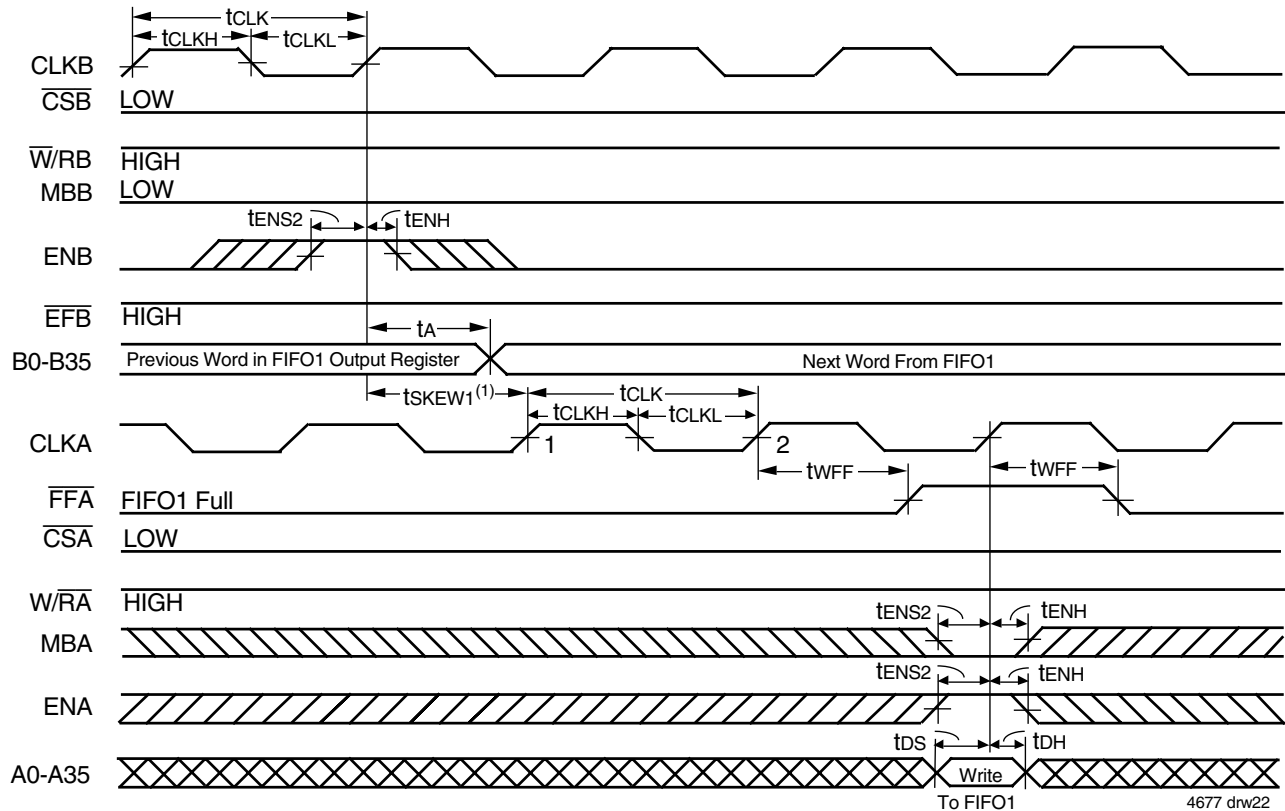 tCLK
tCLKH tCLKL
CLKB
CSB LOW
W/RB HIGH
MBB LOW
tENS2 tENH
ENB
EFB HIGH
tA
B0-B35 Previous Word in FIFO1 Output Register Next Word From FIFO1
tSKEW1(1) tCLK
tCLKH tCLKL
CLKA 1 2
tWFF tWFF
FFA FIFO1 Full
CSA LOW
W/RA HIGH
tENS2 tENH
MBA
tENS2 tENH
ENA
tDS tDH
A0-A35 Write
To FIFO1 4677 drw22